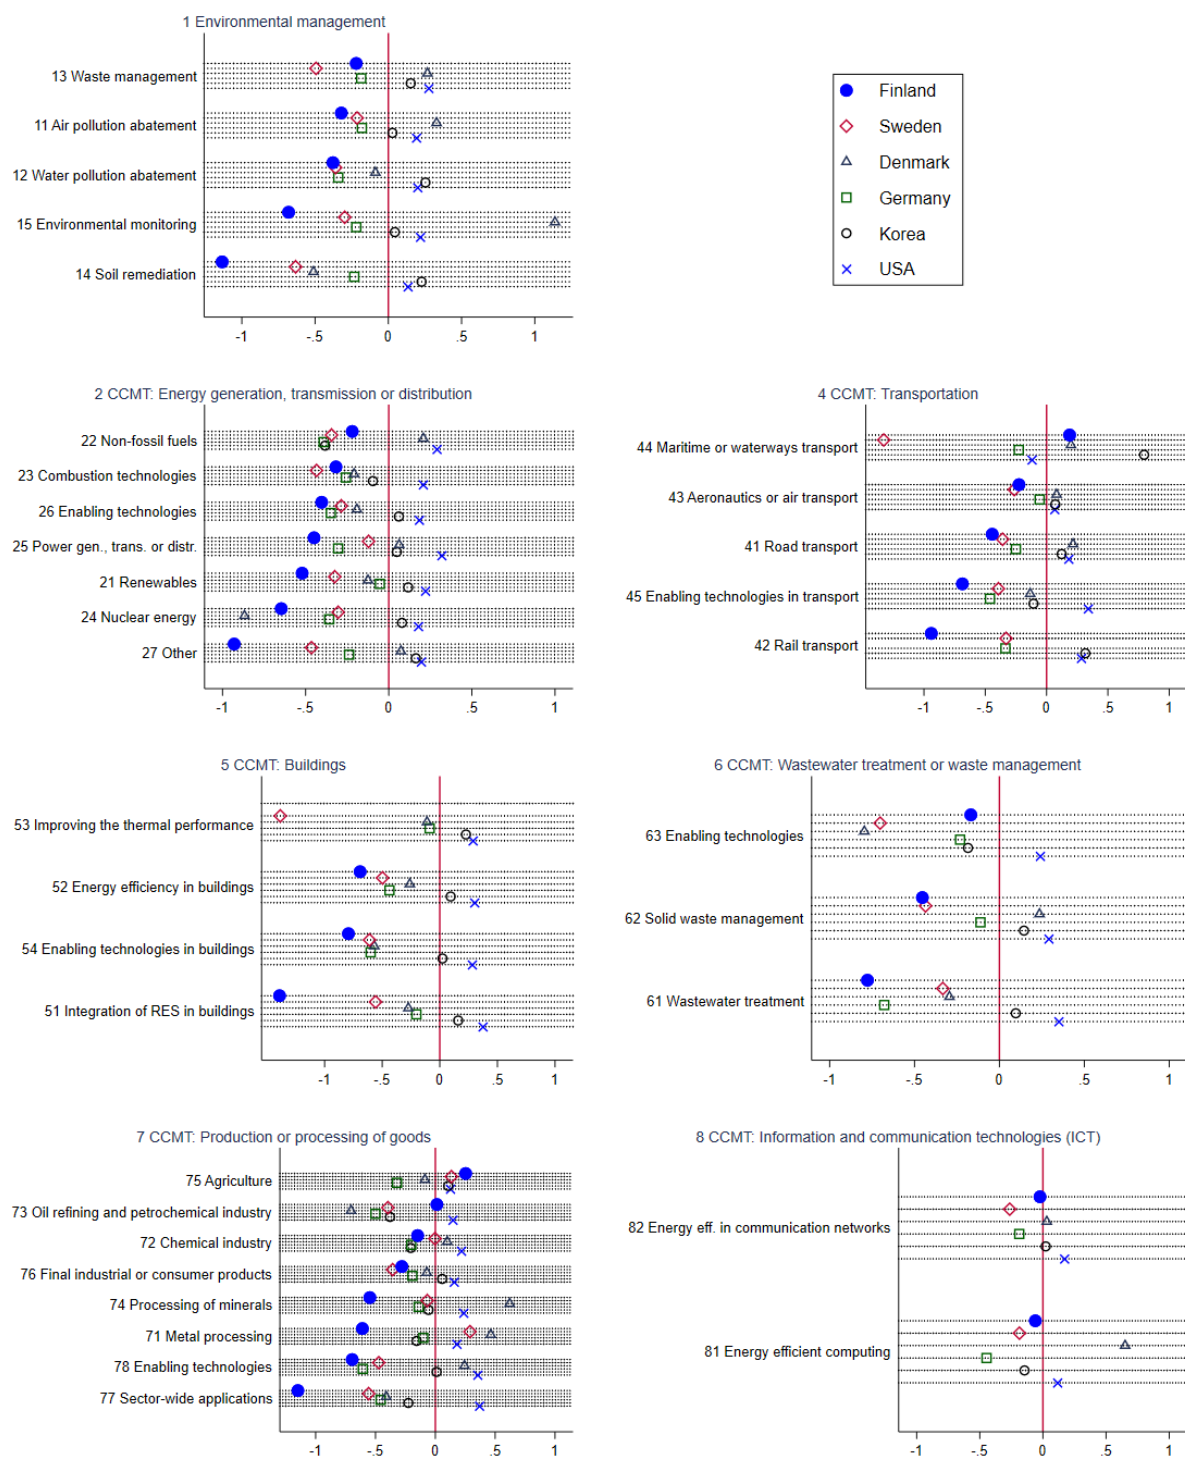 1 Environmental management
13 Waste management
11 Air pollution abatement
12 Water pollution abatement
15 Environmental monitoring
14 Soil remediation
-1 -.5 0 .5 1
Finland
Sweden
Denmark
Germany
Korea
USA
2 CCMT: Energy generation, transmission or distribution
22 Non-fossil fuels
23 Combustion technologies
26 Enabling technologies
25 Power gen., trans. or distr.
21 Renewables
24 Nuclear energy
27 Other
-1 -.5 0 .5 1
4 CCMT: Transportation
44 Maritime or waterways transport
43 Aeronautics or air transport
41 Road transport
45 Enabling technologies in transport
42 Rail transport
-1 -.5 0 .5 1
5 CCMT: Buildings
53 Improving the thermal performance
52 Energy efficiency in buildings
54 Enabling technologies in buildings
51 Integration of RES in buildings
-1 -.5 0 .5 1
6 CCMT: Wastewater treatment or waste management
63 Enabling technologies
62 Solid waste management
61 Wastewater treatment
-1 -.5 0 .5 1
7 CCMT: Production or processing of goods
75 Agriculture
73 Oil refining and petrochemical industry
72 Chemical industry
76 Final industrial or consumer products
74 Processing of minerals
71 Metal processing
78 Enabling technologies
77 Sector-wide applications
-1 -.5 0 .5 1
8 CCMT: Information and communication technologies (ICT)
82 Energy eff. in communication networks
81 Energy efficient computing
-1 -.5 0 .5 1